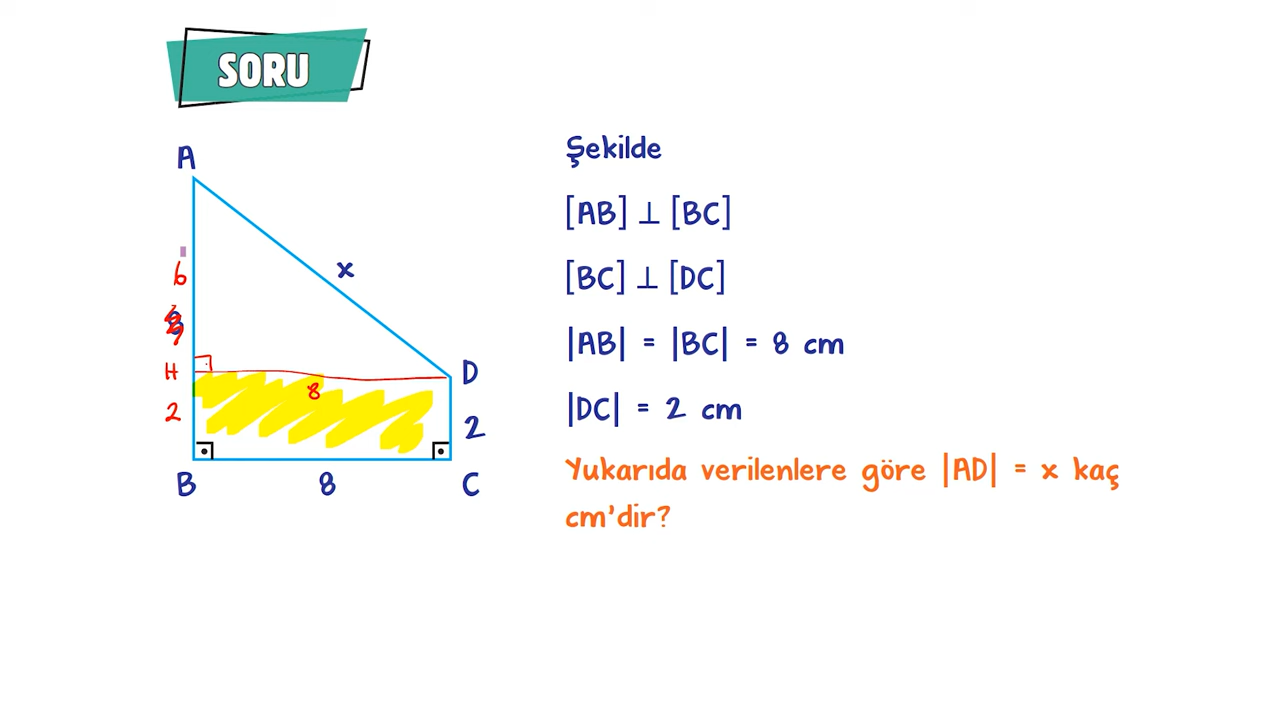 SORU
A
Şekilde
[AB] ⊥ [BC]
x
6
[BC] ⊥ [DC]
8
|AB| = |BC| = 8 cm
H
D
8
2
2
|DC| = 2 cm
B
8
C
Yukarıda verilenlere göre |AD| = x kaç
cm'dir?